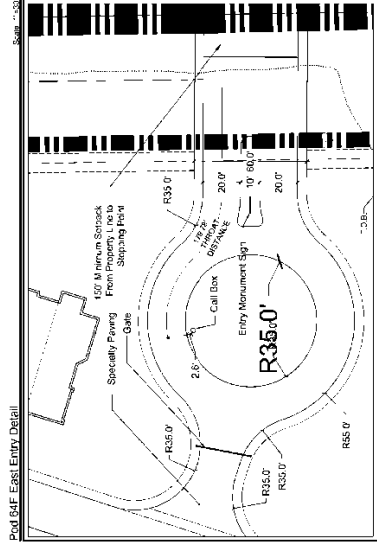 Pod 64F East Entry Detail
150' Minimum Setback
From Property Line to
Stopping Point
Specialty Paving
Gate
R35.0'
THROAT
DISTANCE
20.0'
10'
60.0'
20.0'
Call Box
2.6'
Entry Monument Sign
R35.0'
R35.0'
R35.0'
R35.0'
R55.0'
T.O.B.